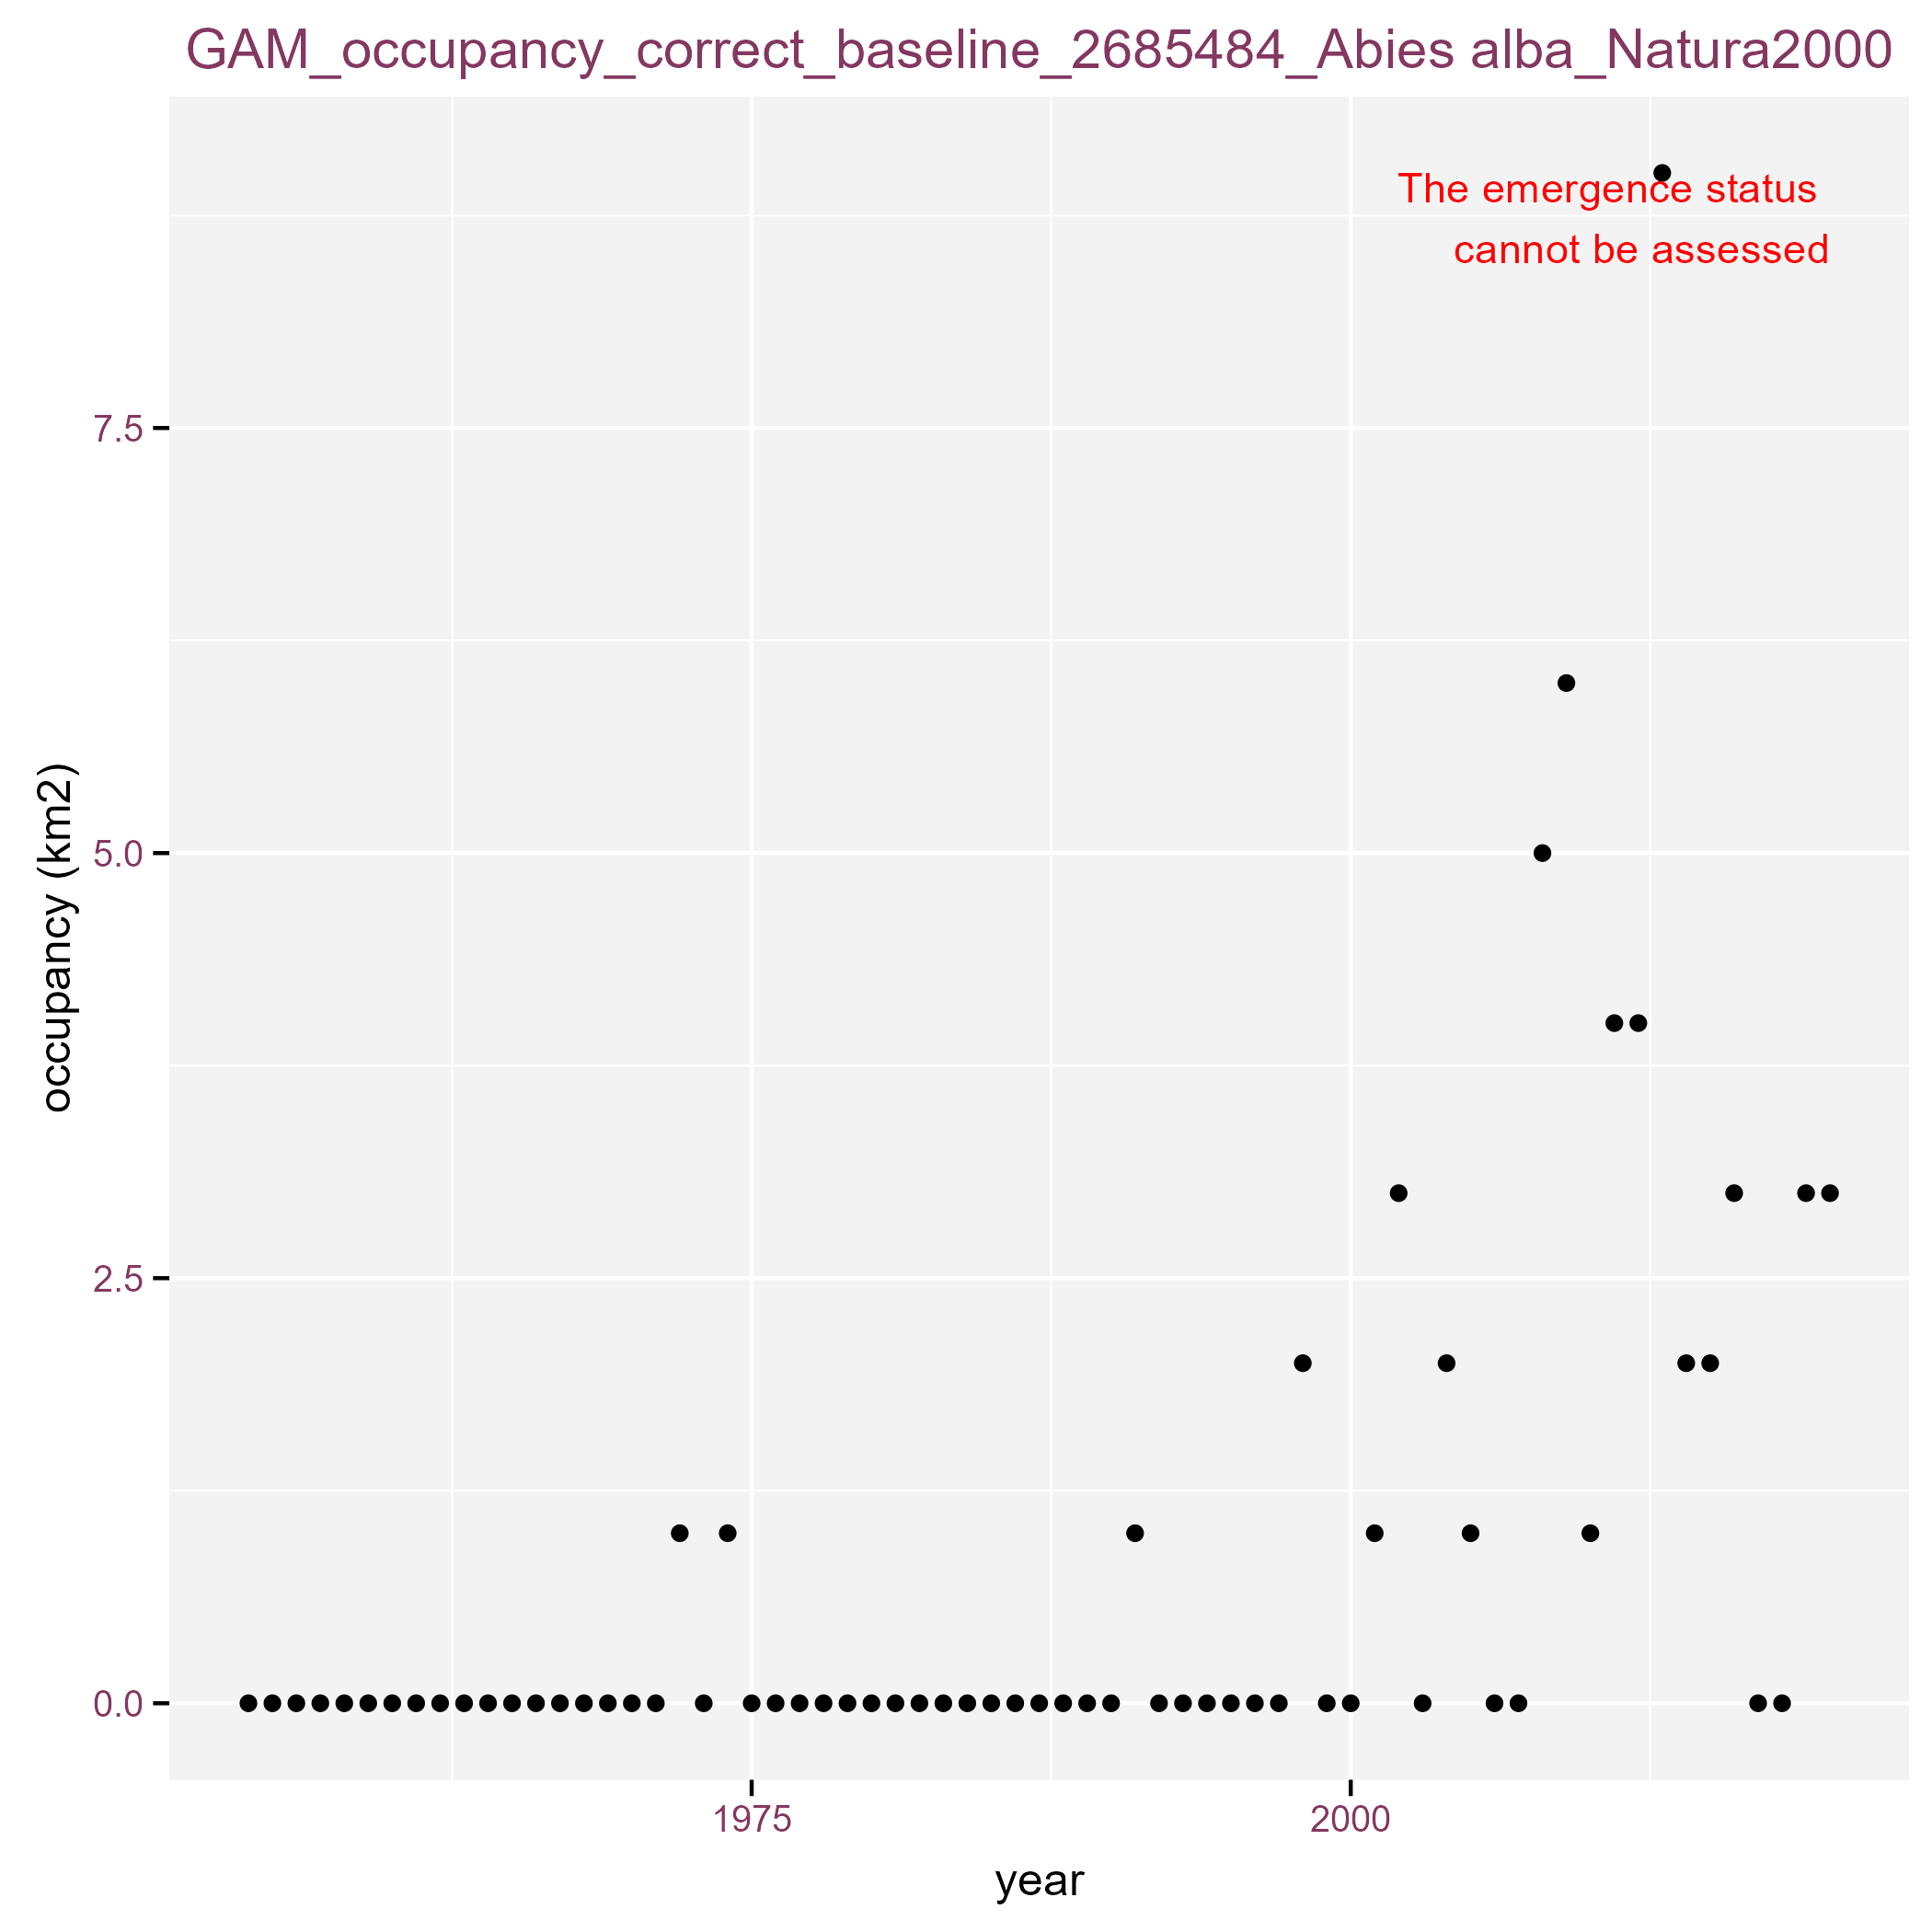 GAM_occupancy_correct_baseline_2685484_Abies alba_Natura2000
The emergence status
cannot be assessed
7.5
5.0
2.5
0.0
occupancy (km2)
1975
2000
year